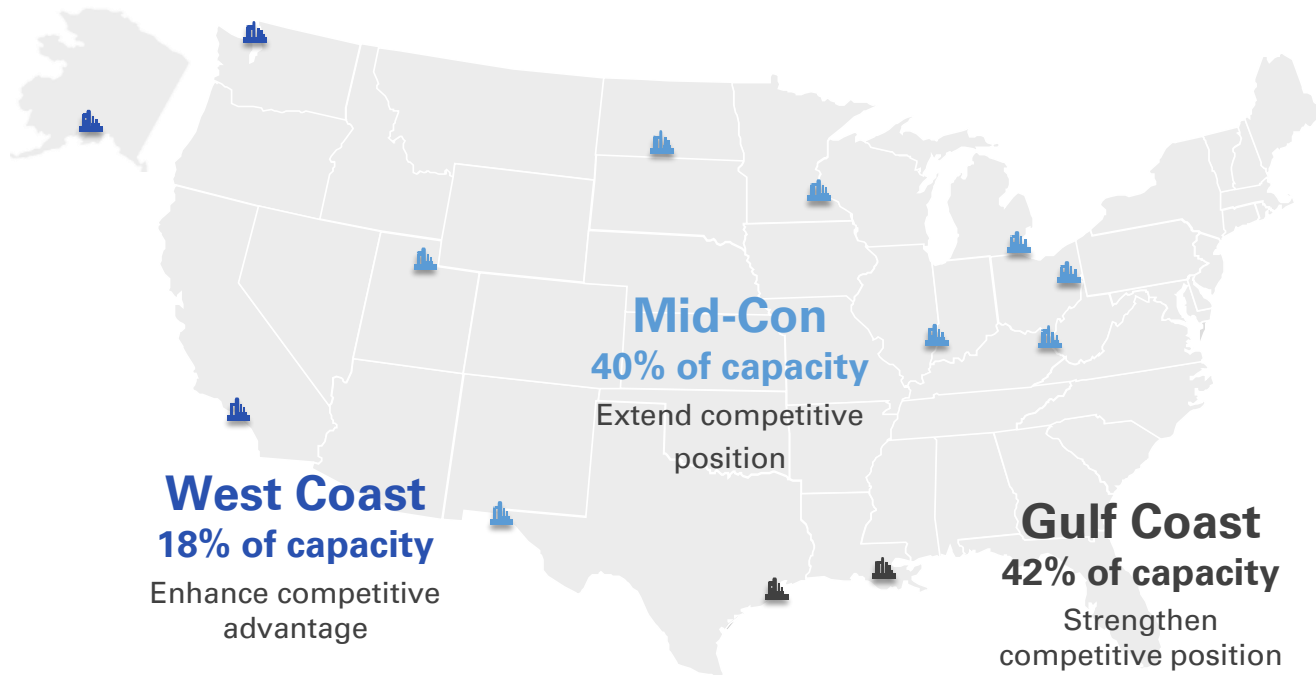 Mid-Con
40% of capacity
Extend competitive
position
West Coast
18% of capacity
Enhance competitive
advantage
Gulf Coast
42% of capacity
Strengthen
competitive position